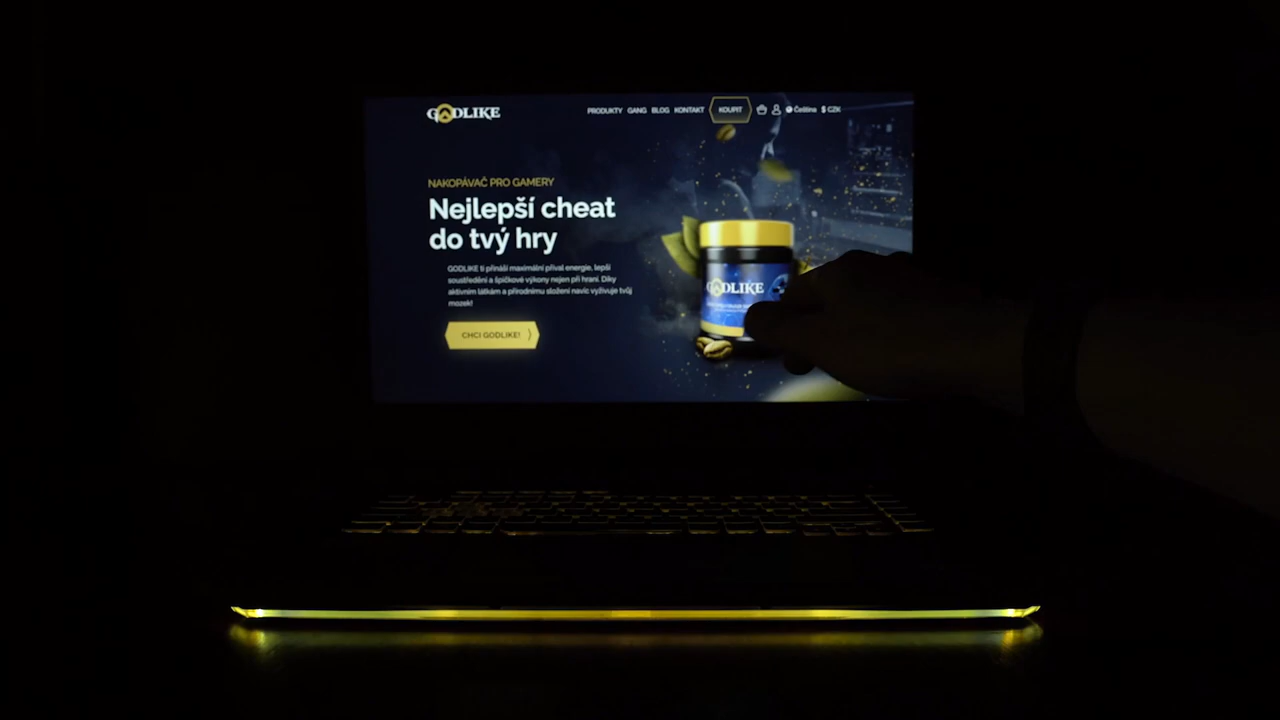 GODLIKE
PRODUKTY GANG BLOG KONTAKT KOUPIT Čeština $ CZK
NAKOPÁVAČ PRO GAMERY
Nejlepší cheat
do tvý hry
GODLIKE ti přináší maximální příval energie, lepší
soustředění a špičkové výkony nejen při hraní. Díky
aktivním látkám a přírodnímu složení navíc vyživuje tvůj
mozek!
CHCI GODLIKE!
GODLIKE